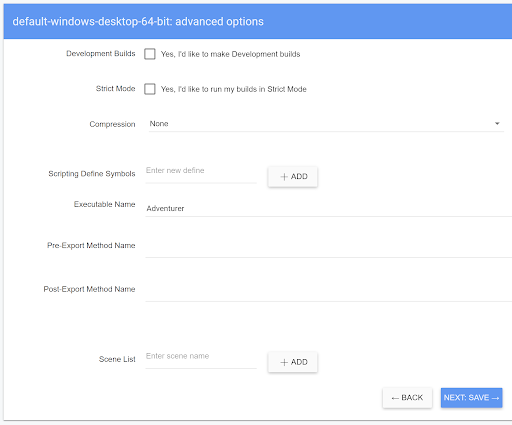 default-windows-desktop-64-bit: advanced options
Development Builds Yes, I'd like to make Development builds
Strict Mode Yes, I'd like to run my builds in Strict Mode
Compression None
Scripting Define Symbols Enter new define + ADD
Executable Name Adventurer
Pre-Export Method Name
Post-Export Method Name
Scene List Enter scene name + ADD
← BACK NEXT: SAVE →